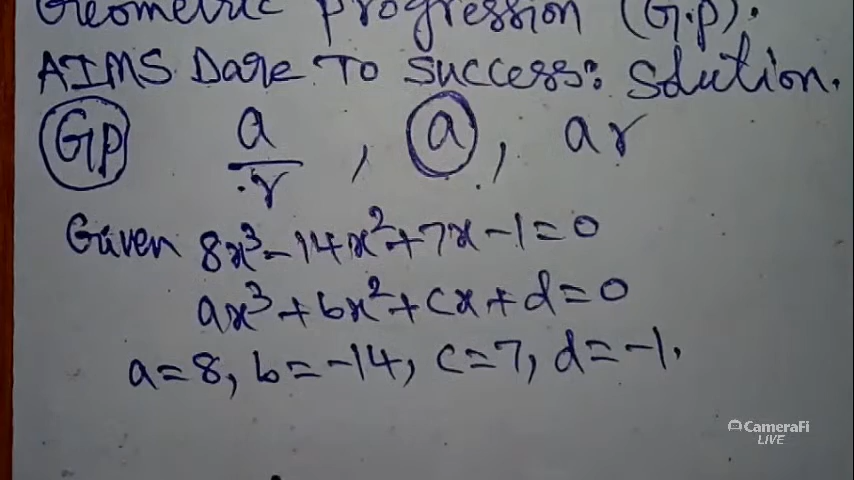 Geometric Progression (G.P).
AIMS Dare To Success: Solution.
GP a/r , a , ar
Given 8x³ - 14x² + 7x - 1 = 0
ax³ + bx² + cx + d = 0
a = 8, b = -14, c = 7, d = -1.
CameraFi
LIVE